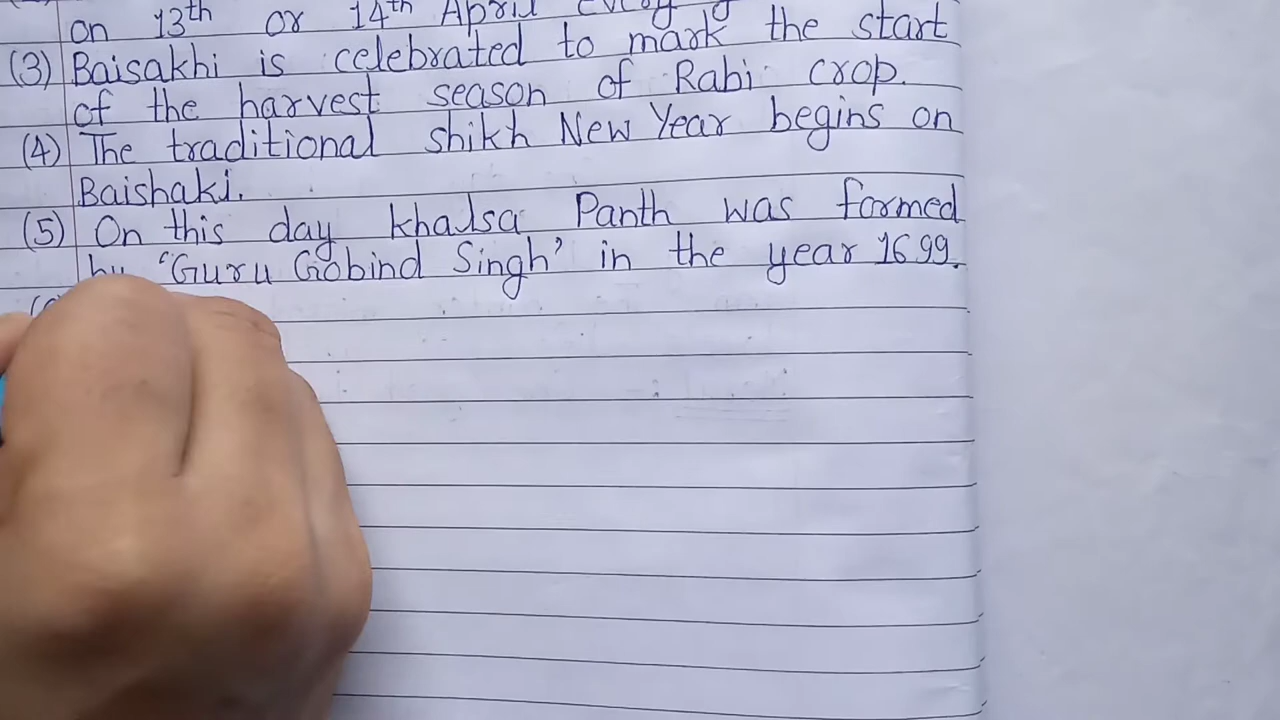 on 13th or 14th April
(3) Baisakhi is celebrated to mark the start
of the harvest season of Rabi crop.
(4) The traditional shikh New Year begins on
Baishaki.
(5) On this day khalsa Panth was formed
by 'Guru Gobind Singh' in the year 1699.